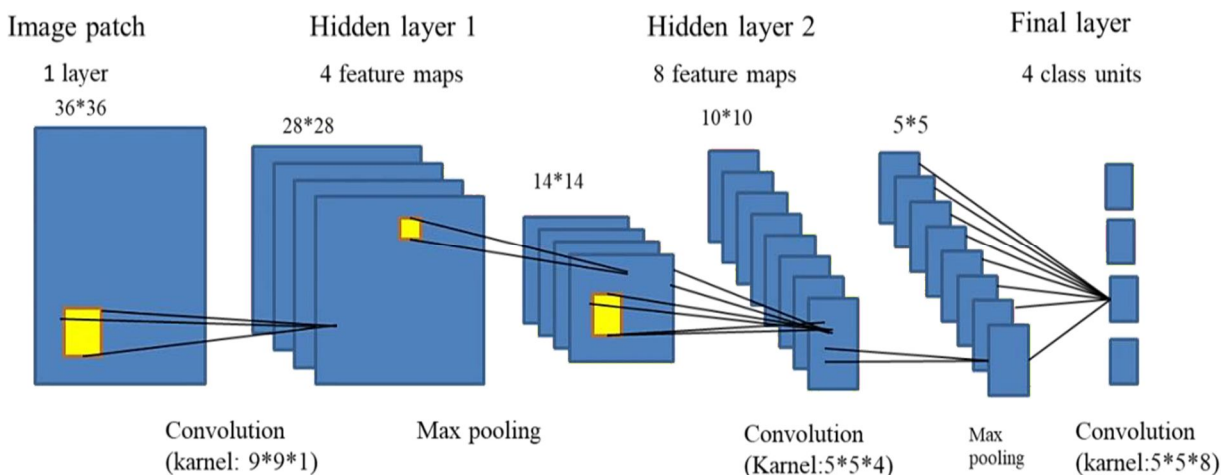 Image patch
Hidden layer 1
Hidden layer 2
Final layer
1 layer
4 feature maps
8 feature maps
4 class units
36*36
28*28
14*14
10*10
5*5
Convolution
(karnel: 9*9*1)
Max pooling
Convolution
(Karnel:5*5*4)
Max
pooling
Convolution
(karnel:5*5*8)